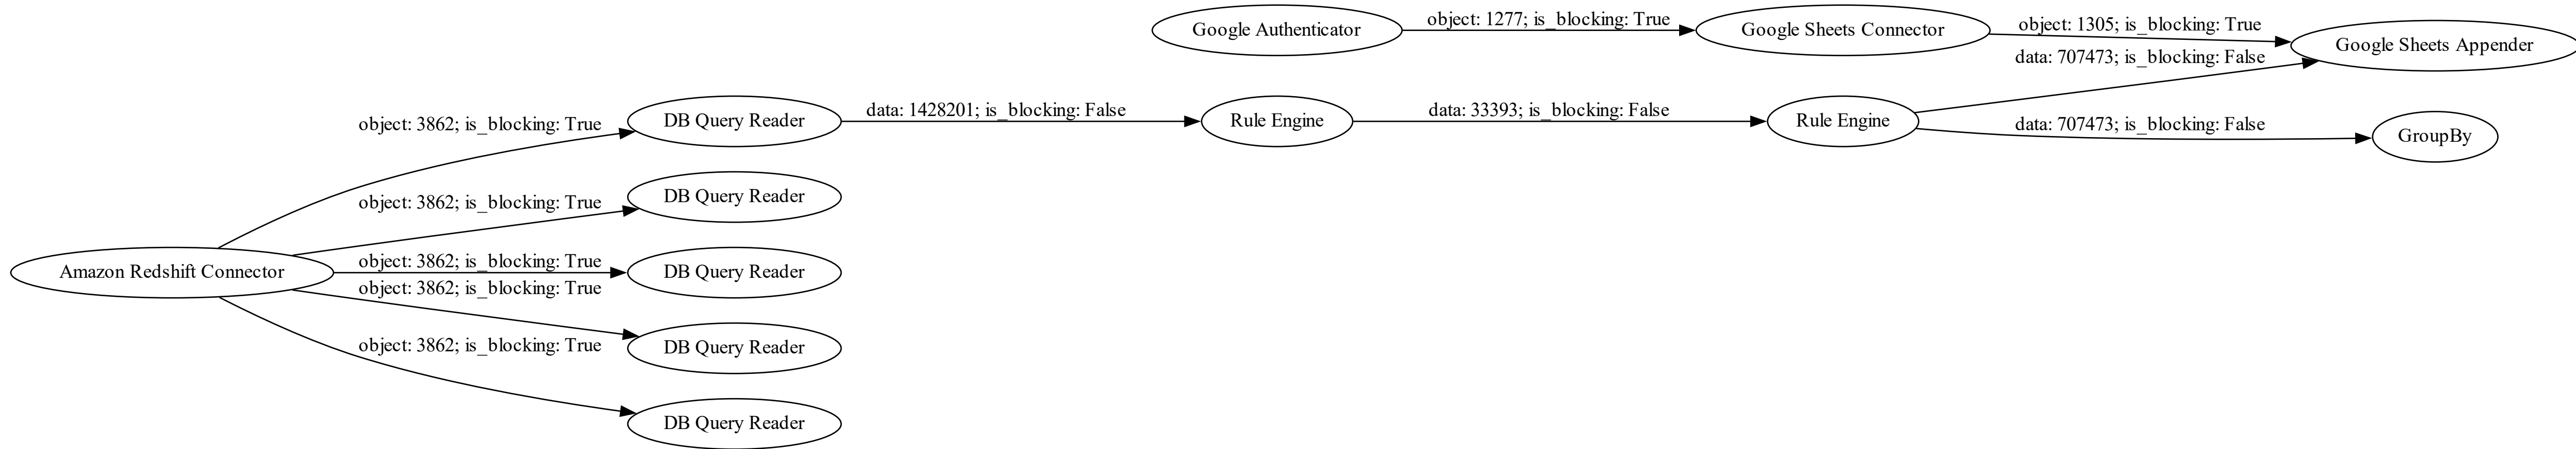 Google Authenticator
object: 1277; is_blocking: True
Google Sheets Connector
object: 1305; is_blocking: True
Google Sheets Appender
data: 707473; is_blocking: False
object: 3862; is_blocking: True
DB Query Reader
data: 1428201; is_blocking: False
Rule Engine
data: 33393; is_blocking: False
Rule Engine
data: 707473; is_blocking: False
GroupBy
object: 3862; is_blocking: True
DB Query Reader
Amazon Redshift Connector
object: 3862; is_blocking: True
DB Query Reader
object: 3862; is_blocking: True
DB Query Reader
object: 3862; is_blocking: True
DB Query Reader